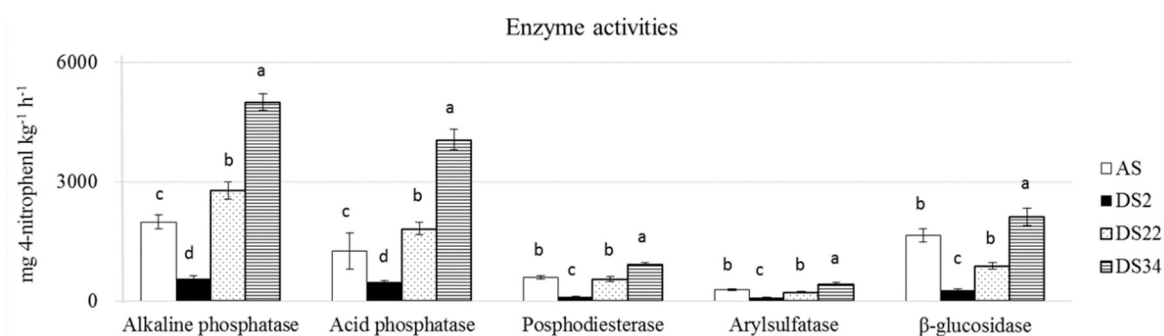 Enzyme activities
mg 4-nitrophenl kg⁻¹ h⁻¹
6000
3000
0
c d b a
c d b a
b c b a
b c b a
b c b a
Alkaline phosphatase
Acid phosphatase
Posphodiesterase
Arylsulfatase
β-glucosidase
AS
DS2
DS22
DS34